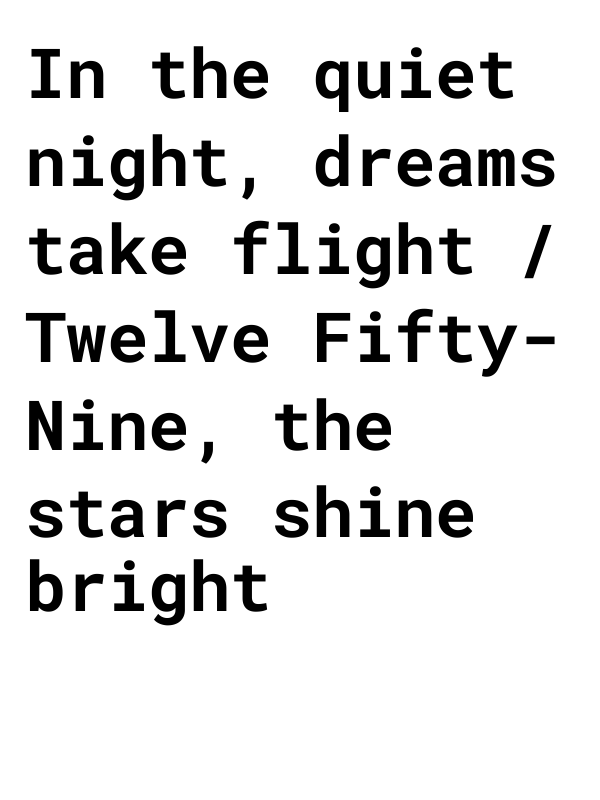 In the quiet
night, dreams
take flight /
Twelve Fifty-
Nine, the
stars shine
bright